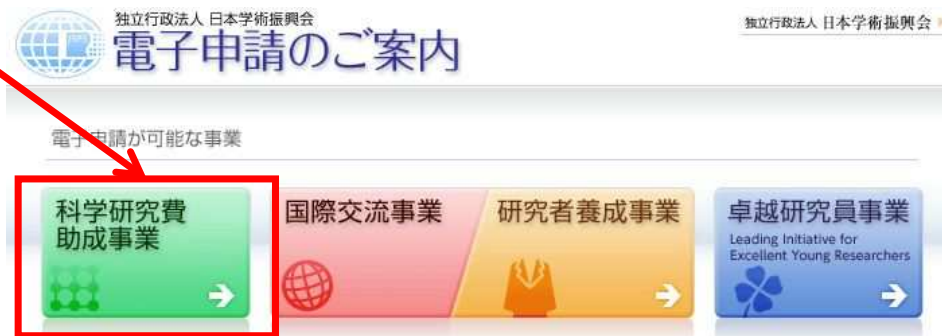 独立行政法人 日本学術振興会
電子申請のご案内
独立行政法人 日本学術振興会
電子申請が可能な事業
科学研究費
助成事業
国際交流事業
研究者養成事業
卓越研究員事業
Leading Initiative for
Excellent Young Researchers